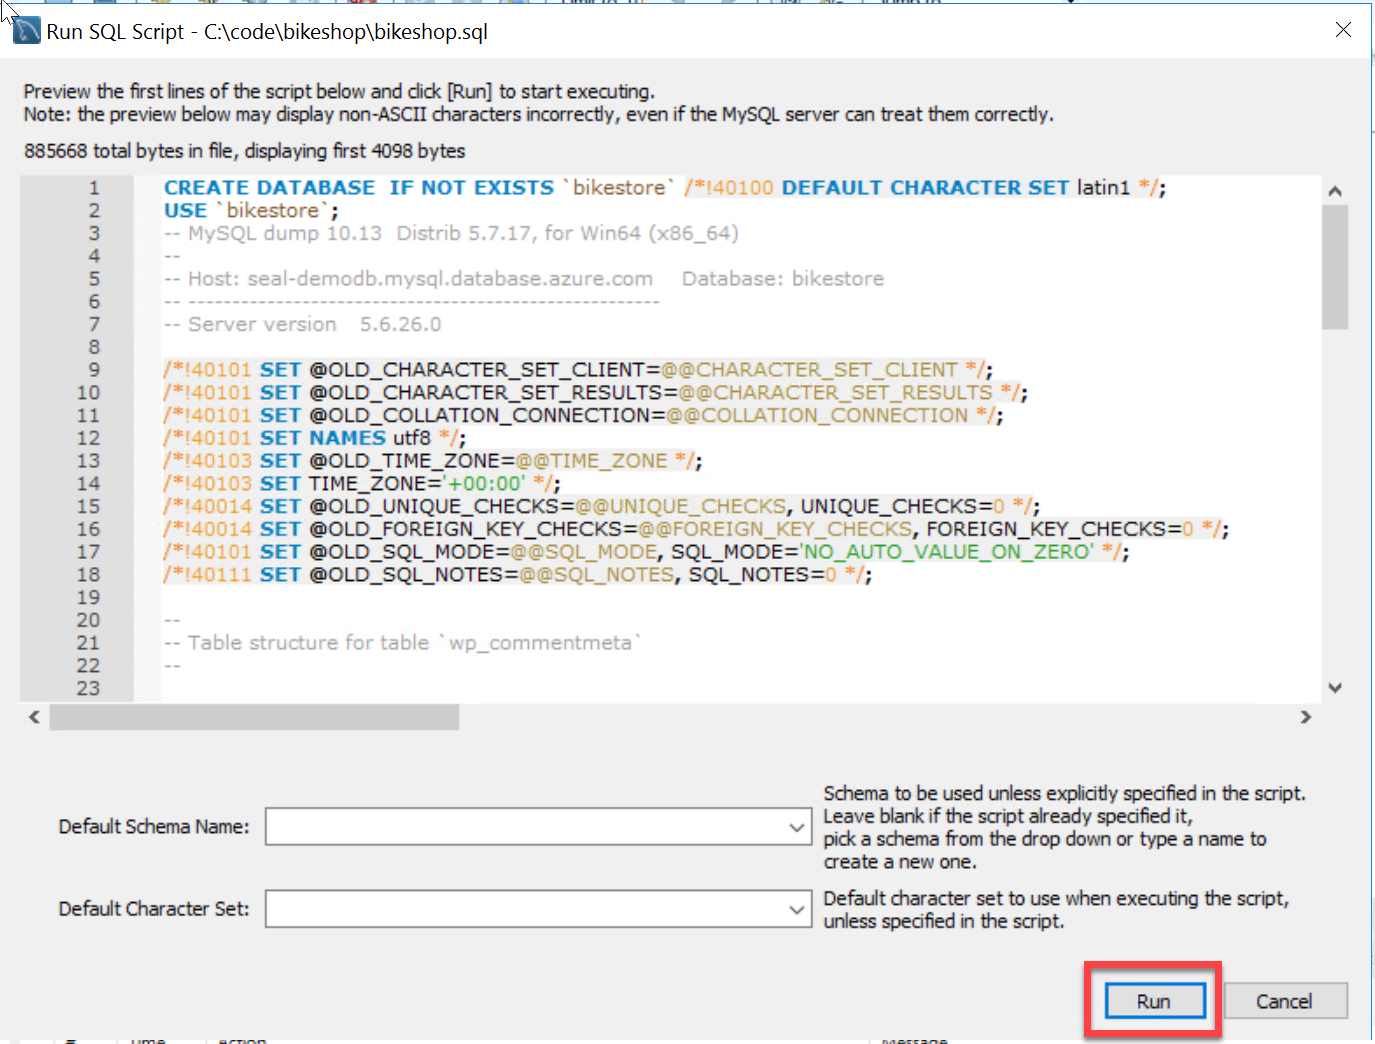 Run SQL Script - C:\code\bikeshop\bikeshop.sql
Preview the first lines of the script below and click [Run] to start executing.
Note: the preview below may display non-ASCII characters incorrectly, even if the MySQL server can treat them correctly.
885668 total bytes in file, displaying first 4098 bytes
1 CREATE DATABASE  IF NOT EXISTS `bikestore` /*!40100 DEFAULT CHARACTER SET latin1 */;
2 USE `bikestore`;
3 -- MySQL dump 10.13  Distrib 5.7.17, for Win64 (x86_64)
4 --
5 -- Host: seal-demodb.mysql.database.azure.com    Database: bikestore
6 -- ------------------------------------------------------
7 -- Server version   5.6.26.0
8
9 /*!40101 SET @OLD_CHARACTER_SET_CLIENT=@@CHARACTER_SET_CLIENT */;
10 /*!40101 SET @OLD_CHARACTER_SET_RESULTS=@@CHARACTER_SET_RESULTS */;
11 /*!40101 SET @OLD_COLLATION_CONNECTION=@@COLLATION_CONNECTION */;
12 /*!40101 SET NAMES utf8 */;
13 /*!40103 SET @OLD_TIME_ZONE=@@TIME_ZONE */;
14 /*!40103 SET TIME_ZONE='+00:00' */;
15 /*!40014 SET @OLD_UNIQUE_CHECKS=@@UNIQUE_CHECKS, UNIQUE_CHECKS=0 */;
16 /*!40014 SET @OLD_FOREIGN_KEY_CHECKS=@@FOREIGN_KEY_CHECKS, FOREIGN_KEY_CHECKS=0 */;
17 /*!40101 SET @OLD_SQL_MODE=@@SQL_MODE, SQL_MODE='NO_AUTO_VALUE_ON_ZERO' */;
18 /*!40111 SET @OLD_SQL_NOTES=@@SQL_NOTES, SQL_NOTES=0 */;
19
20 --
21 -- Table structure for table `wp_commentmeta`
22 --
23
Default Schema Name:
Schema to be used unless explicitly specified in the script.
Leave blank if the script already specified it,
pick a schema from the drop down or type a name to
create a new one.
Default Character Set:
Default character set to use when executing the script,
unless specified in the script.
Run Cancel